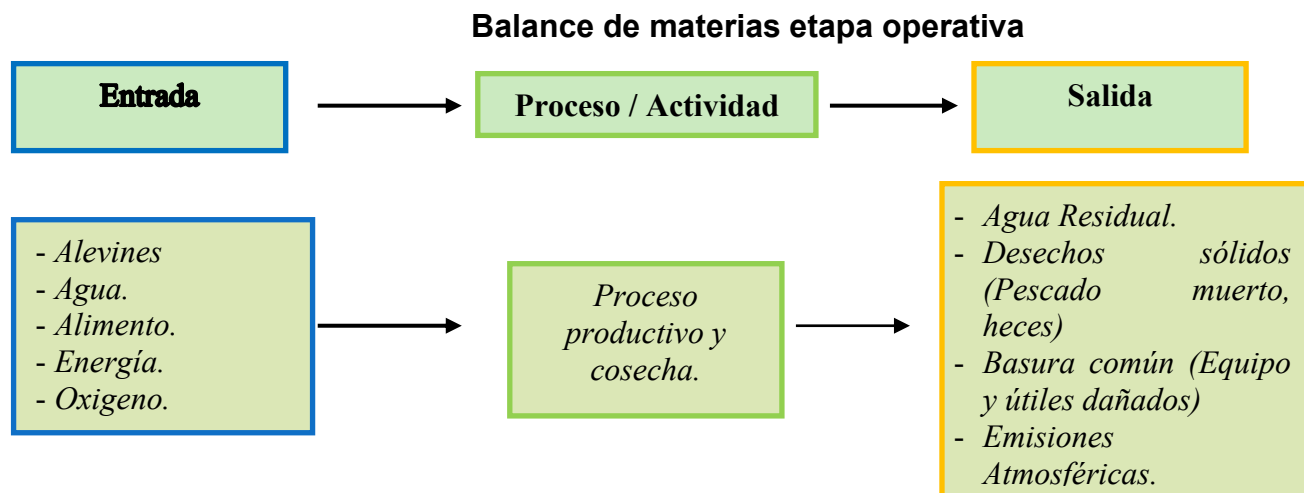 Balance de materias etapa operativa
Entrada
Proceso / Actividad
Salida
- Alevines
- Agua.
- Alimento.
- Energía.
- Oxigeno.
Proceso
productivo y
cosecha.
- Agua Residual.
- Desechos sólidos
(Pescado muerto,
heces)
- Basura común (Equipo
y útiles dañados)
- Emisiones
Atmosféricas.